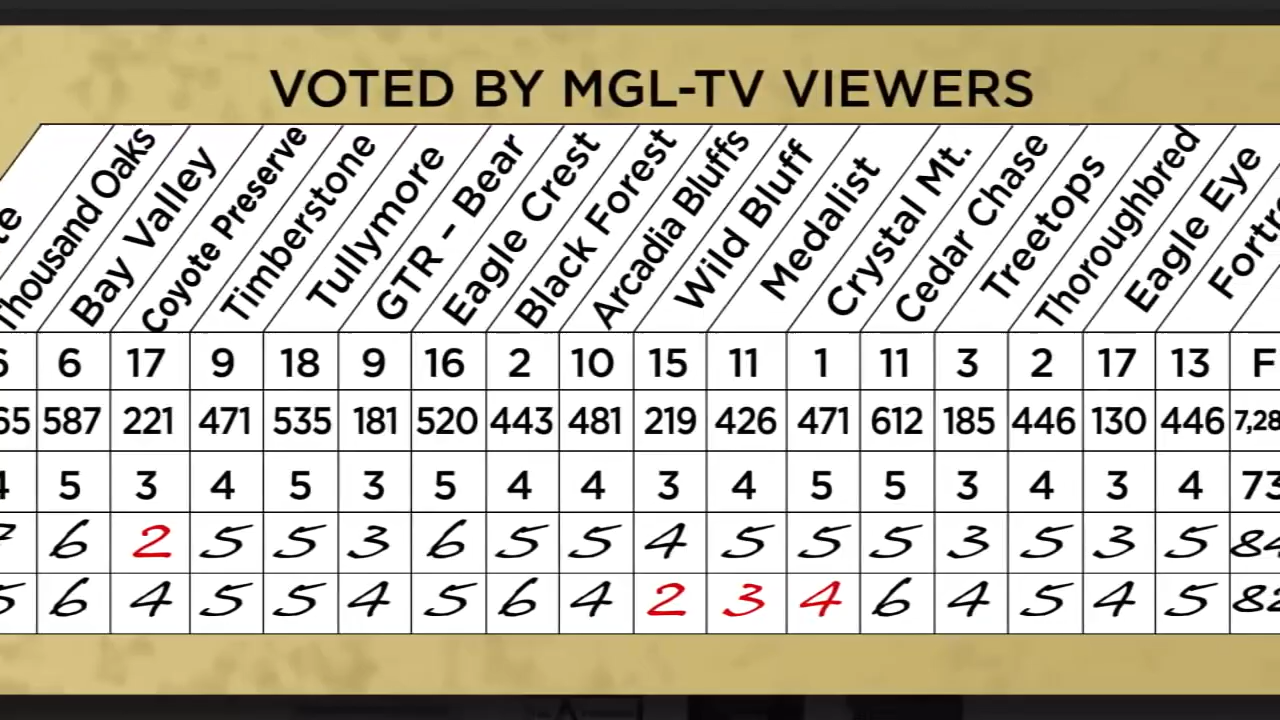 VOTED BY MGL-TV VIEWERS
Thousand Oaks Bay Valley Coyote Preserve Timberstone Tullymore GTR – Bear Eagle Crest Black Forest Arcadia Bluffs Wild Bluff Medalist Crystal Mt. Cedar Chase Treetops Thoroughbred Eagle Eye
6 17 9 18 9 16 2 10 15 11 1 11 3 2 17 13 F
587 221 471 535 181 520 443 481 219 426 471 612 185 446 130 446 7,28
5 3 4 5 3 5 4 4 3 4 5 5 3 4 3 4 73
6 2 5 5 3 6 5 5 4 5 5 5 3 5 3 5 84
6 4 5 5 4 5 6 4 2 3 4 6 4 5 4 5 82